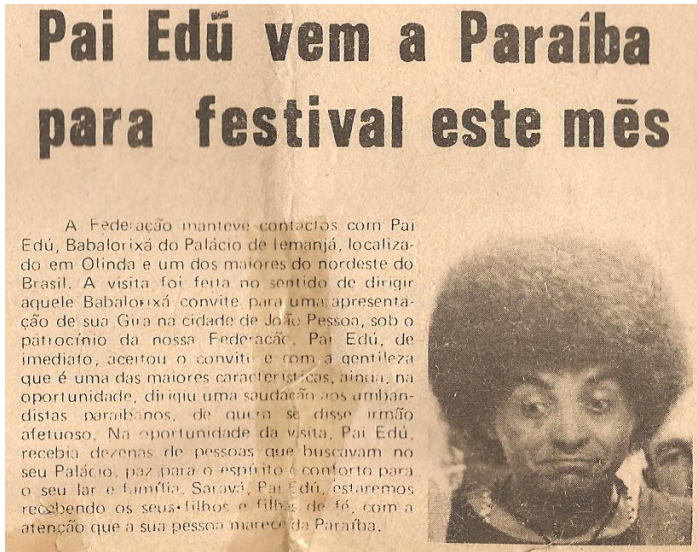 Pai Edú vem a Paraíba
para festival este mês
A Federação manteve contactos com Pai
Edú, Babalorixá do Palácio de Iemanjá, localiza-
do em Olinda e um dos maiores do nordeste do
Brasil. A visita foi feita no sentido de dirigir
aquele Babalorixá convite para uma apresenta-
ção de sua Gira na cidade de João Pessoa, sob o
patrocínio da nossa Federação. Pai Edú, de
imediato, aceitou o convite e com a gentileza
que é uma das maiores características, ainda, na
oportunidade, dirigiu uma saudação aos umban-
distas paraibanos, de quem se disse irmão
afetuoso. Na oportunidade da visita, Pai Edú,
recebia dezenas de pessoas que buscavam no
seu Palácio, paz para o espírito e conforto para
o seu lar e família. Saravá, Pai Edú, estaremos
recebendo os seus filhos e filhas de fé, com a
atenção que a sua pessoa marece da Paraíba.